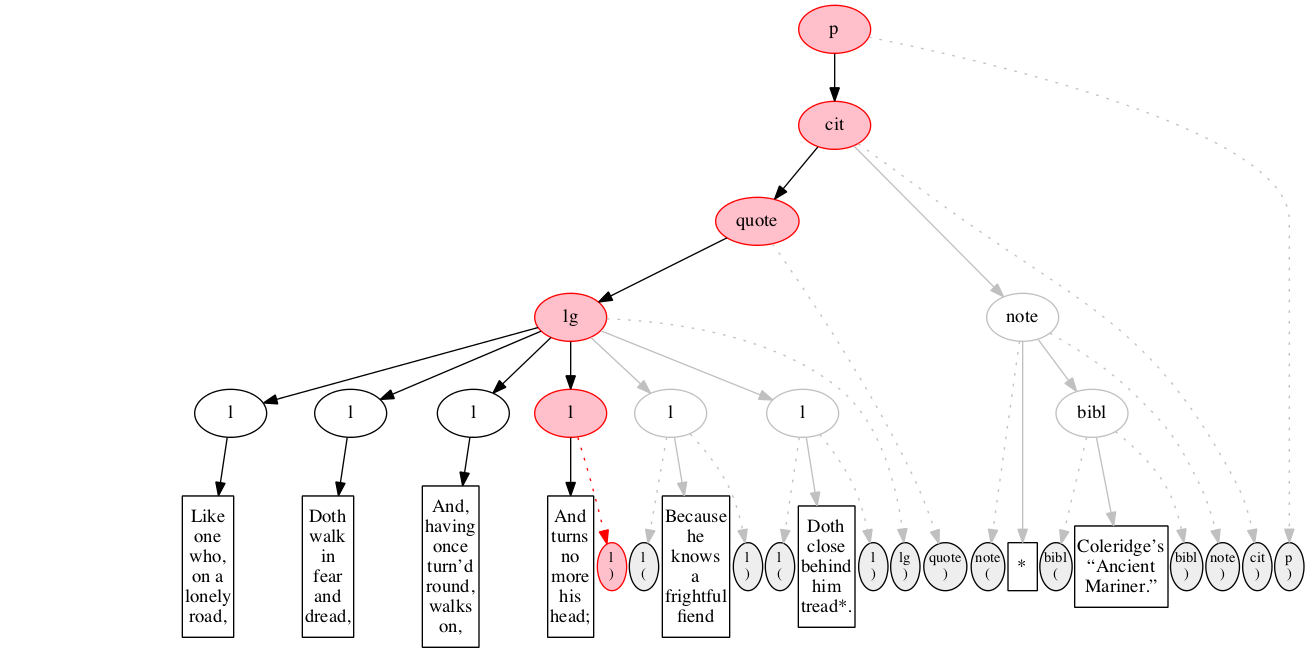 p
cit
quote
lg
note
l
l
l
l
l
l
bibl
Like
one
who,
on a
lonely
road,
Doth
walk
in
fear
and
dread,
And,
having
once
turn’d
round,
walks
on,
And
turns
no
more
his
head;
l
)
l
(
Because
he
knows
a
frightful
fiend
l
)
l
(
Doth
close
behind
him
tread*.
l
)
lg
)
quote
)
note
(
*
bibl
(
Coleridge’s
“Ancient
Mariner.”
bibl
)
note
)
cit
)
p
)